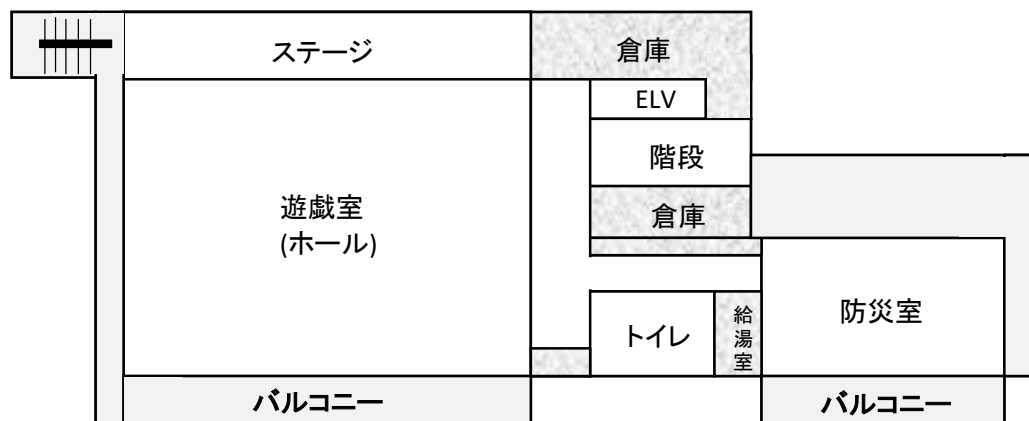 ステージ
倉庫
ELV
階段
遊戯室
(ホール)
倉庫
トイレ
給湯室
防災室
バルコニー
バルコニー